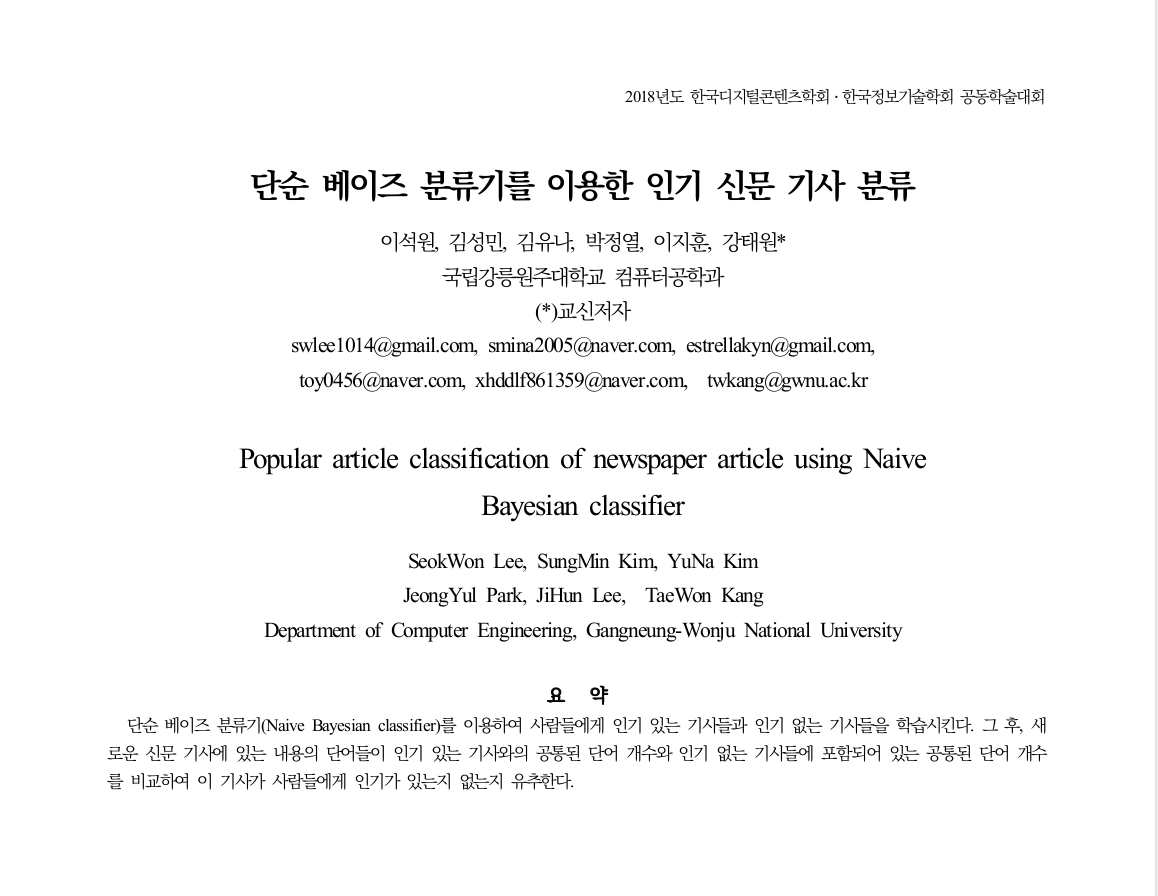 2018년도 한국디지털콘텐츠학회 · 한국정보기술학회 공동학술대회
단순 베이즈 분류기를 이용한 인기 신문 기사 분류
이석원, 김성민, 김유나, 박정열, 이지훈, 강태원*
국립강릉원주대학교 컴퓨터공학과
(*)교신저자
swlee1014@gmail.com, smina2005@naver.com, estrellakyn@gmail.com,
toy0456@naver.com, xhddlf861359@naver.com, twkang@gwnu.ac.kr
Popular article classification of newspaper article using Naive
Bayesian classifier
SeokWon Lee, SungMin Kim, YuNa Kim
JeongYul Park, JiHun Lee, TaeWon Kang
Department of Computer Engineering, Gangneung-Wonju National University
요 약
단순 베이즈 분류기(Naive Bayesian classifier)를 이용하여 사람들에게 인기 있는 기사들과 인기 없는 기사들을 학습시킨다. 그 후, 새
로운 신문 기사에 있는 내용의 단어들이 인기 있는 기사와의 공통된 단어 개수와 인기 없는 기사들에 포함되어 있는 공통된 단어 개수
를 비교하여 이 기사가 사람들에게 인기가 있는지 없는지 유추한다.